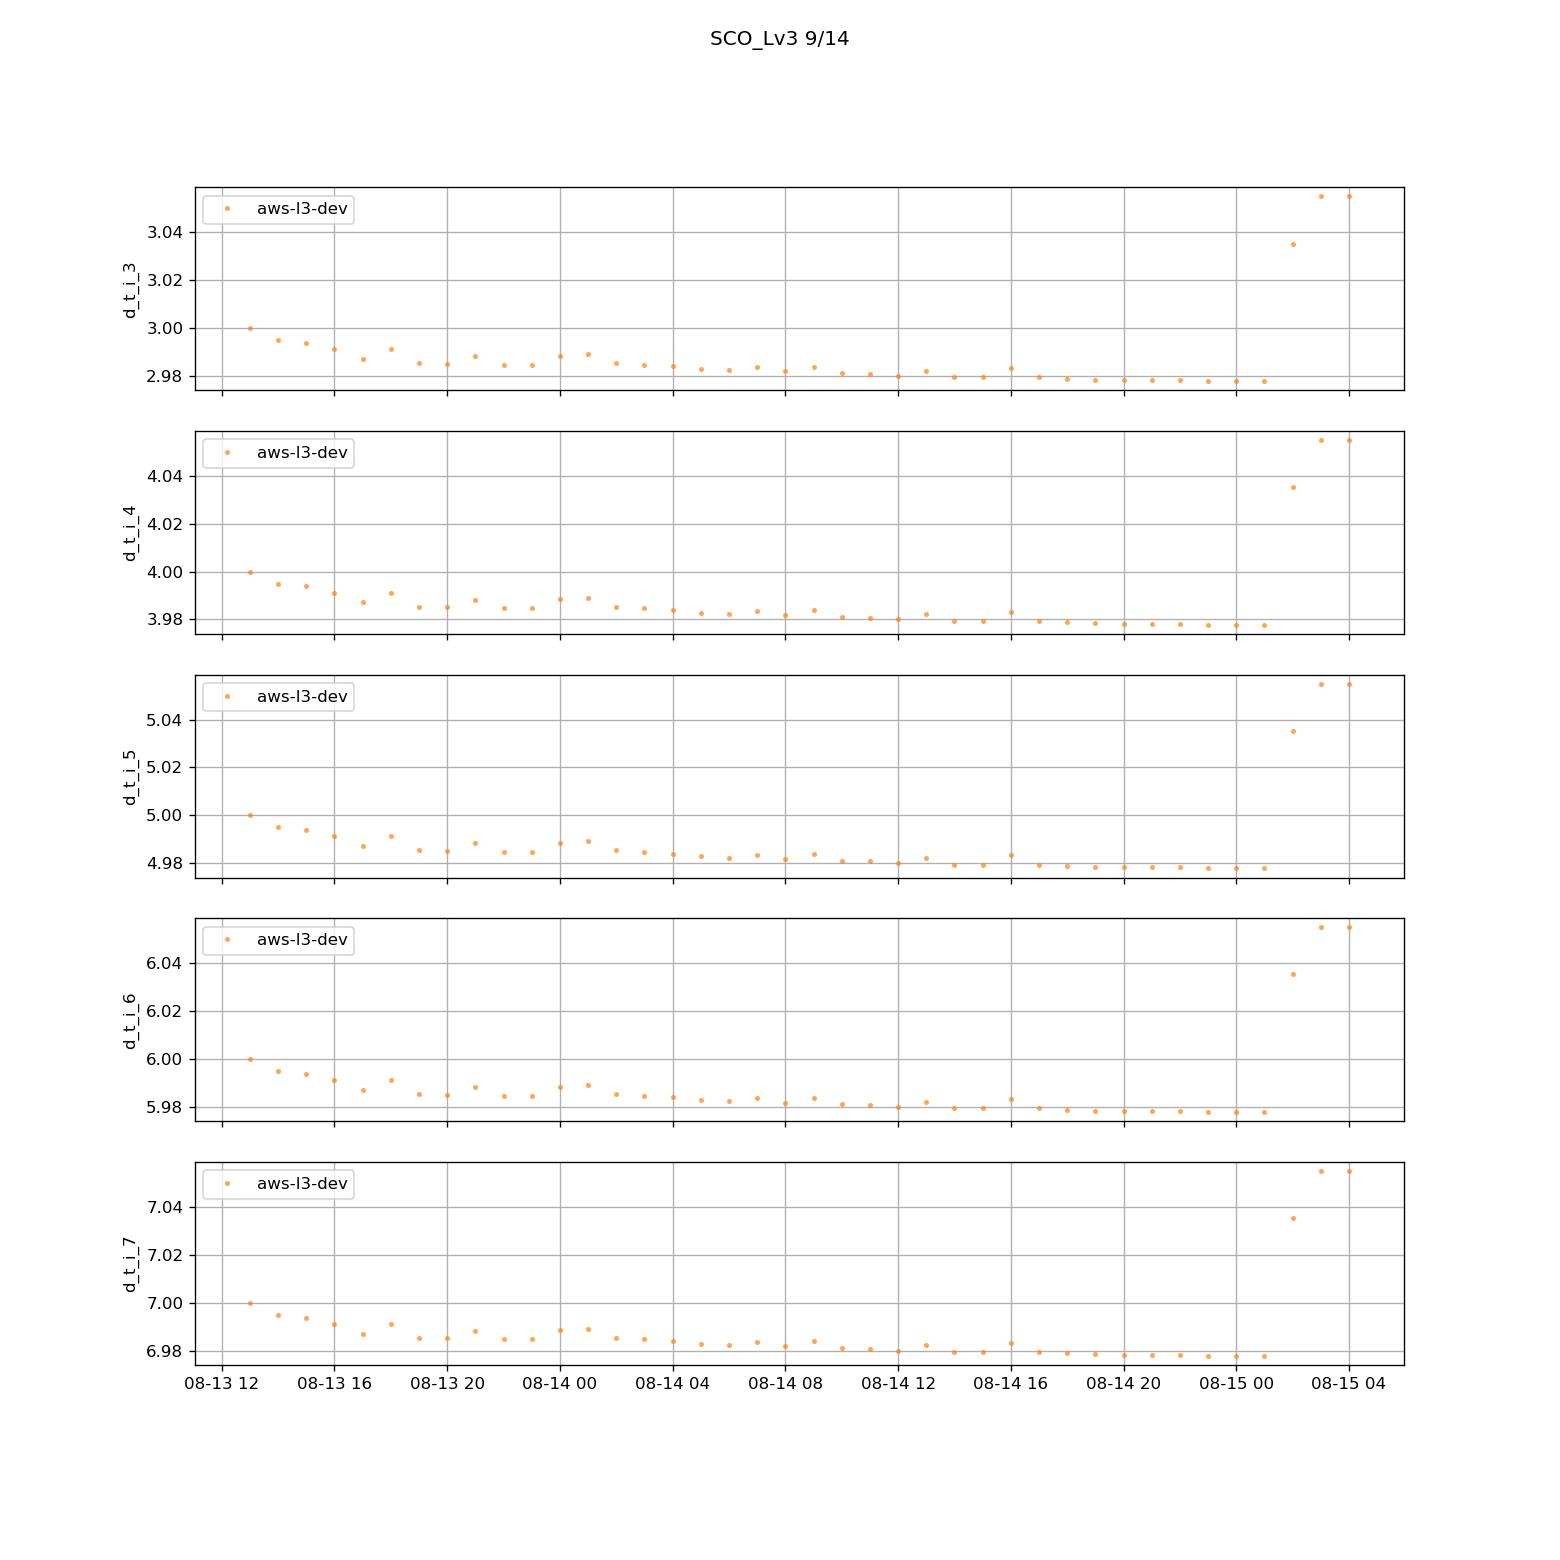 SCO_Lv3 9/14
aws-l3-dev
d_t_i_3
3.04
3.02
3.00
2.98
aws-l3-dev
d_t_i_4
4.04
4.02
4.00
3.98
aws-l3-dev
d_t_i_5
5.04
5.02
5.00
4.98
aws-l3-dev
d_t_i_6
6.04
6.02
6.00
5.98
aws-l3-dev
d_t_i_7
7.04
7.02
7.00
6.98
08-13 12 08-13 16 08-13 20 08-14 00 08-14 04 08-14 08 08-14 12 08-14 16 08-14 20 08-15 00 08-15 04